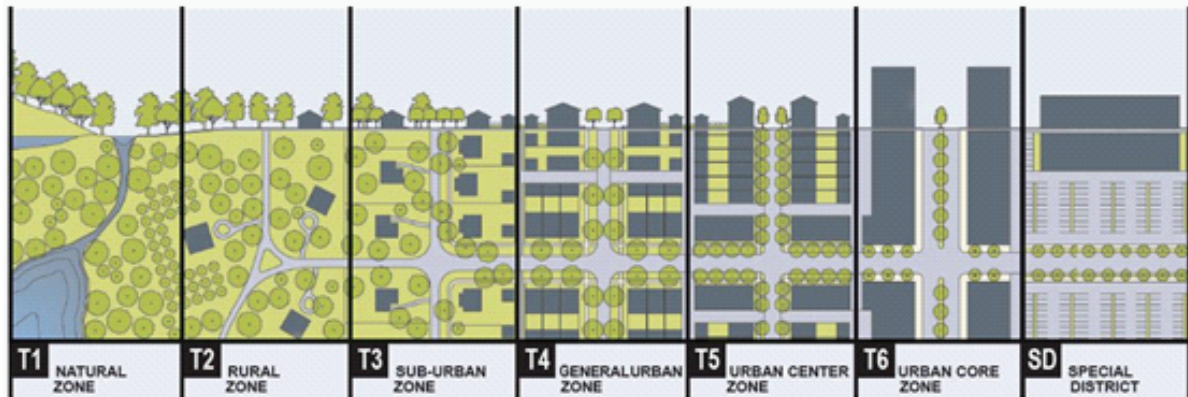 T1 NATURAL
ZONE
T2 RURAL
ZONE
T3 SUB-URBAN
ZONE
T4 GENERALURBAN
ZONE
T5 URBAN CENTER
ZONE
T6 URBAN CORE
ZONE
SD SPECIAL
DISTRICT